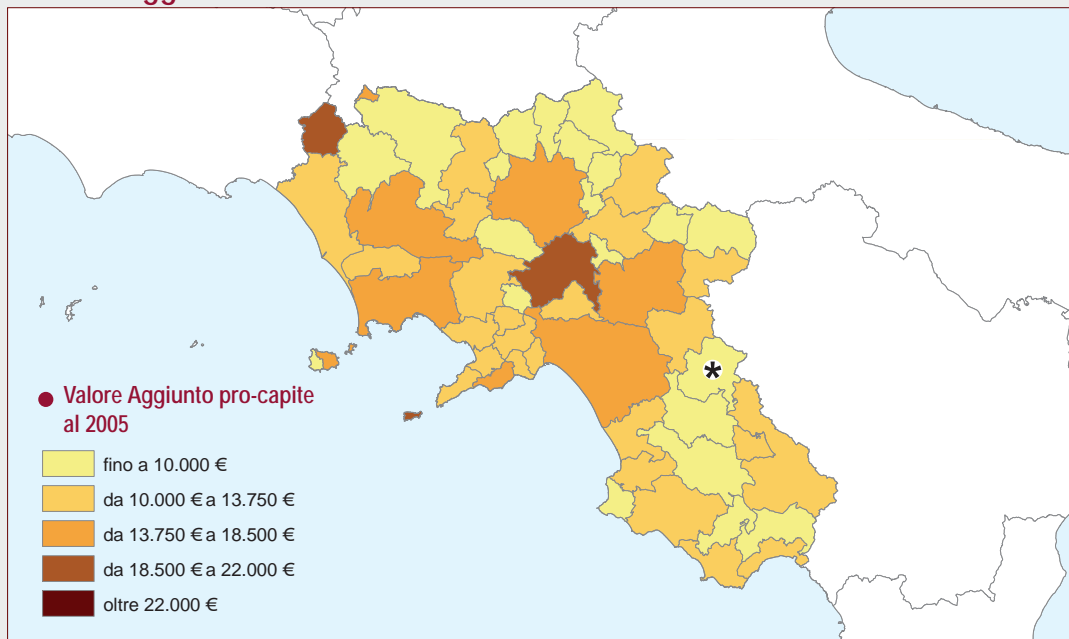 ● Valore Aggiunto pro-capite
al 2005
fino a 10.000 €
da 10.000 € a 13.750 €
da 13.750 € a 18.500 €
da 18.500 € a 22.000 €
oltre 22.000 €
*